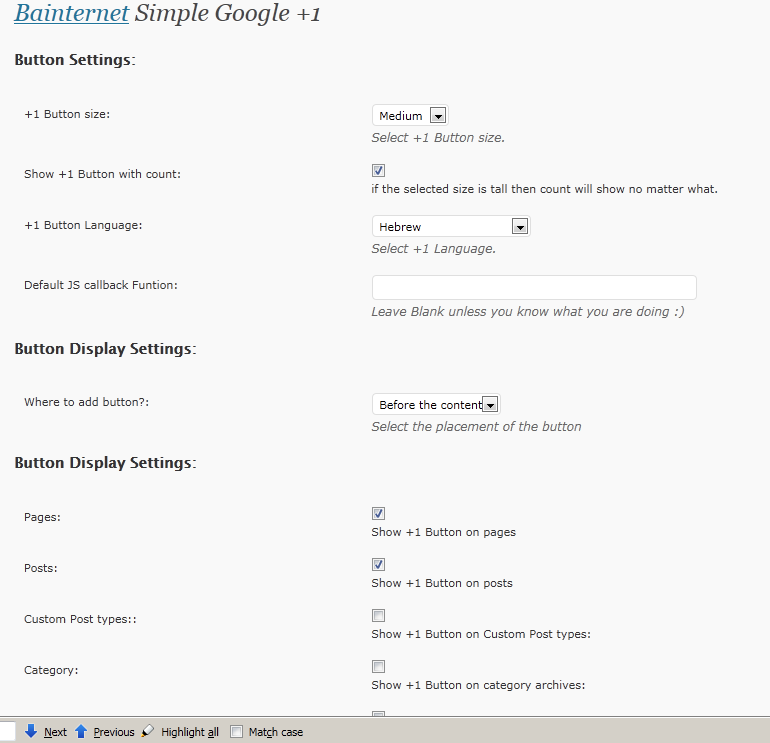 Bainternet Simple Google +1
Button Settings:
+1 Button size:
Medium
Select +1 Button size.
Show +1 Button with count:
if the selected size is tall then count will show no matter what.
+1 Button Language:
Hebrew
Select +1 Language.
Default JS callback Funtion:
Leave Blank unless you know what you are doing :)
Button Display Settings:
Where to add button?:
Before the content
Select the placement of the button
Button Display Settings:
Pages:
Show +1 Button on pages
Posts:
Show +1 Button on posts
Custom Post types::
Show +1 Button on Custom Post types:
Category:
Show +1 Button on category archives:
Next Previous Highlight all Match case